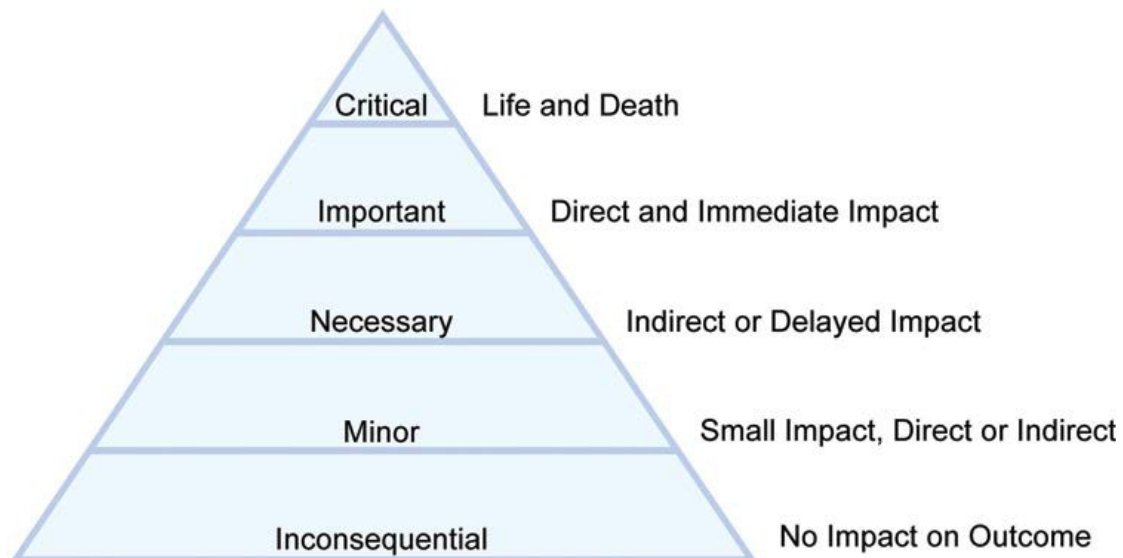 Critical Life and Death
Important Direct and Immediate Impact
Necessary Indirect or Delayed Impact
Minor Small Impact, Direct or Indirect
Inconsequential No Impact on Outcome